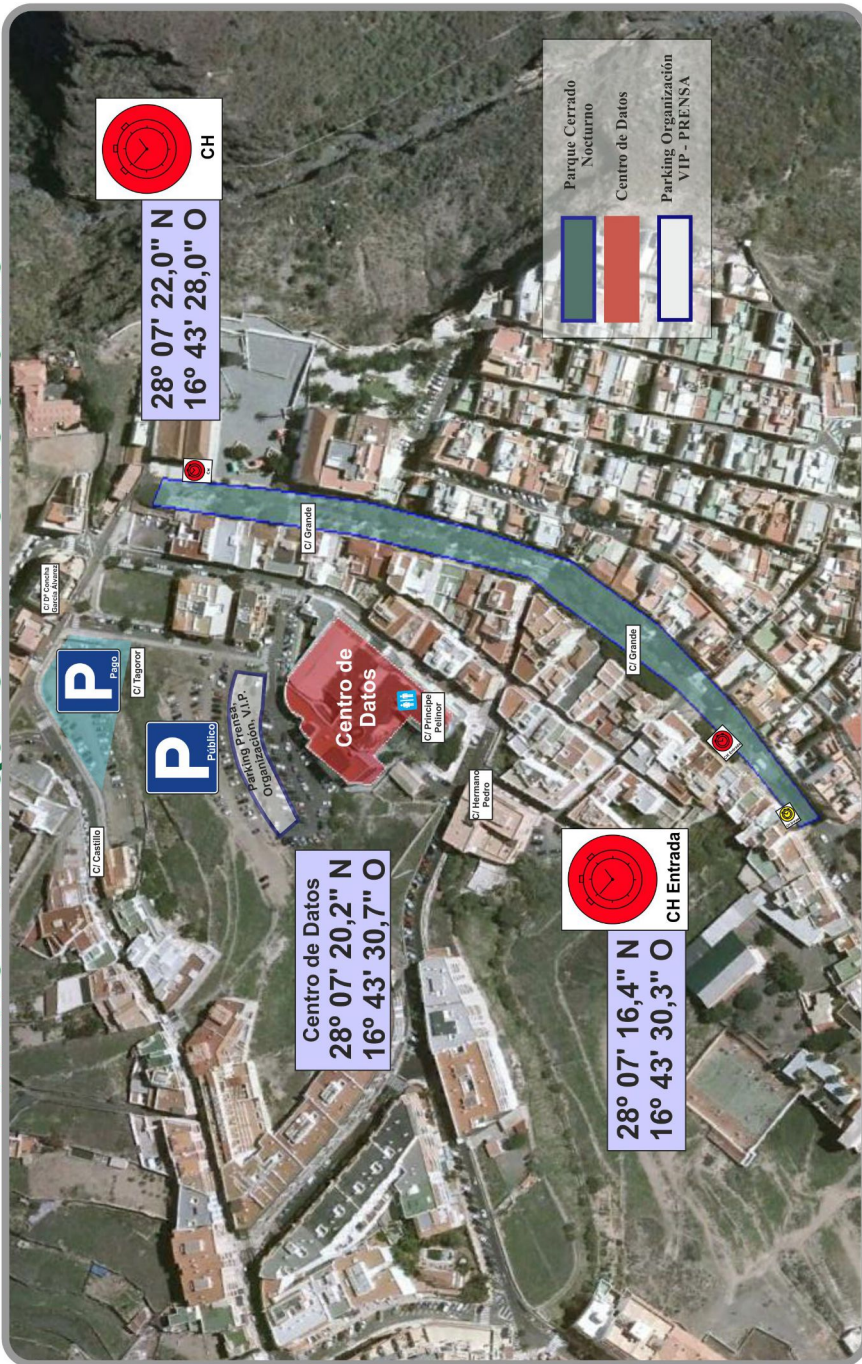 CH
28º 07' 22,0" N
16º 43' 28,0" O
Parque Cerrado
Nocturno
Centro de Datos
Parking Organización
VIP - PRENSA
C/ Dª Concha
García Álvarez
P
Pago
C/ Tagoror
P
Público
C/ Castillo
Parking Prensa,
Organización, V.I.P.
Centro de
Datos
C/ Grande
C/ Príncipe
Pelinor
C/ Hermano
Pedro
C/ Grande
Centro de Datos
28º 07' 20,2" N
16º 43' 30,7" O
CH Entrada
28º 07' 16,4" N
16º 43' 30,3" O